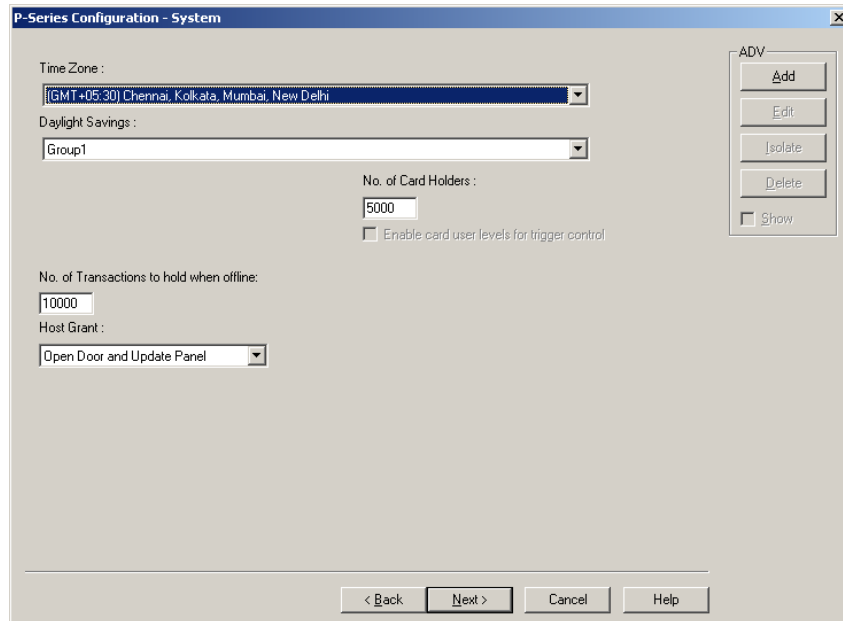 P-Series Configuration - System
Time Zone :
(GMT+05:30) Chennai, Kolkata, Mumbai, New Delhi
Daylight Savings :
Group1
No. of Card Holders :
5000
Enable card user levels for trigger control
No. of Transactions to hold when offline:
10000
Host Grant :
Open Door and Update Panel
ADV
Add
Edit
Isolate
Delete
Show
< Back
Next >
Cancel
Help